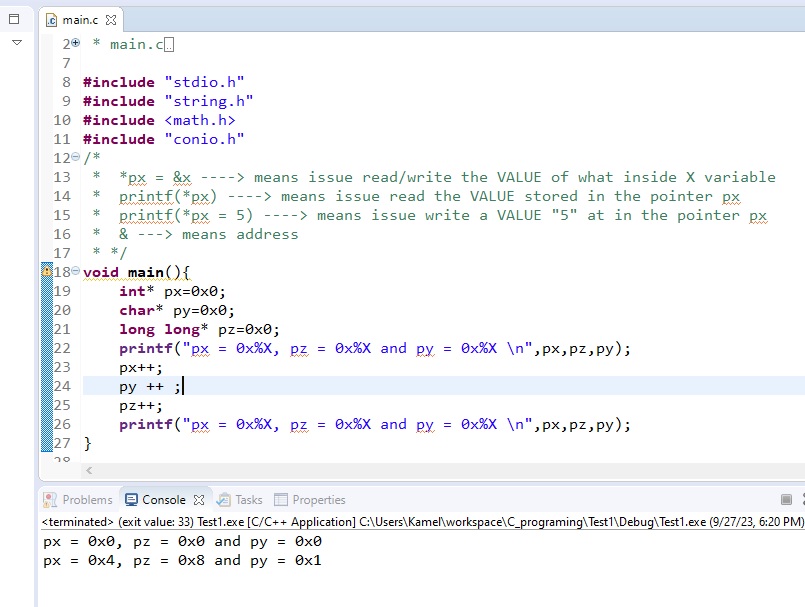 main.c
2 * main.c
7
8 #include "stdio.h"
9 #include "string.h"
10 #include <math.h>
11 #include "conio.h"
12 /*
13 * *px = &x ----> means issue read/write the VALUE of what inside X variable
14 * printf(*px) ----> means issue read the VALUE stored in the pointer px
15 * printf(*px = 5) ----> means issue write a VALUE "5" at in the pointer px
16 * & ---> means address
17 * */
18 void main(){
19 int* px=0x0;
20 char* py=0x0;
21 long long* pz=0x0;
22 printf("px = 0x%X, pz = 0x%X and py = 0x%X \n",px,pz,py);
23 px++;
24 py ++ ;
25 pz++;
26 printf("px = 0x%X, pz = 0x%X and py = 0x%X \n",px,pz,py);
27 }
28
Problems Console Tasks Properties
<terminated> (exit value: 33) Test1.exe [C/C++ Application] C:\Users\Kamel\workspace\C_programing\Test1\Debug\Test1.exe (9/27/23, 6:20 PM)
px = 0x0, pz = 0x0 and py = 0x0
px = 0x4, pz = 0x8 and py = 0x1